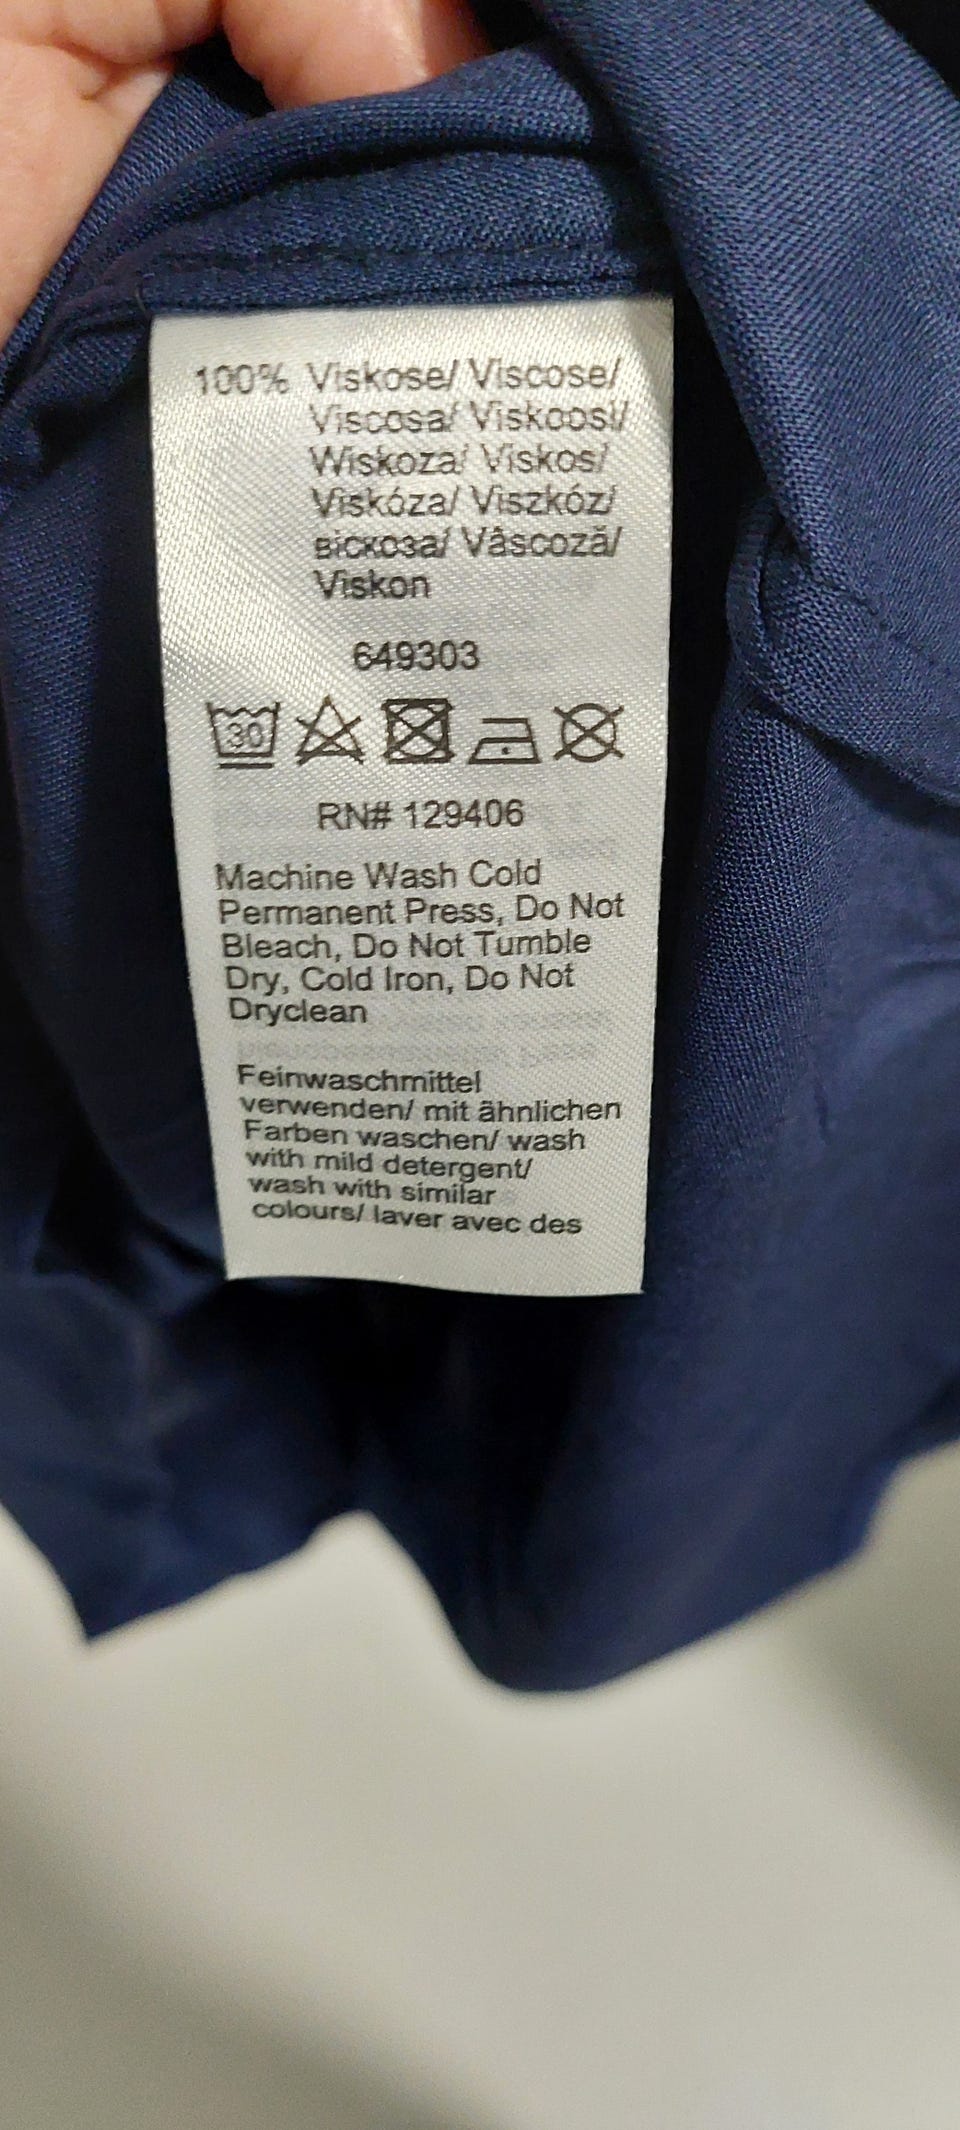 100% Viskose/ Viscose/
Viscosa/ Viskoosi/
Wiskoza/ Viskos/
Viskóza/ Viszkóz/
віскоза/ Vâscoză/
Viskon
649303
30
RN# 129406
Machine Wash Cold
Permanent Press, Do Not
Bleach, Do Not Tumble
Dry, Cold Iron, Do Not
Dryclean
Feinwaschmittel
verwenden/ mit ähnlichen
Farben waschen/ wash
with mild detergent/
wash with similar
colours/ laver avec des